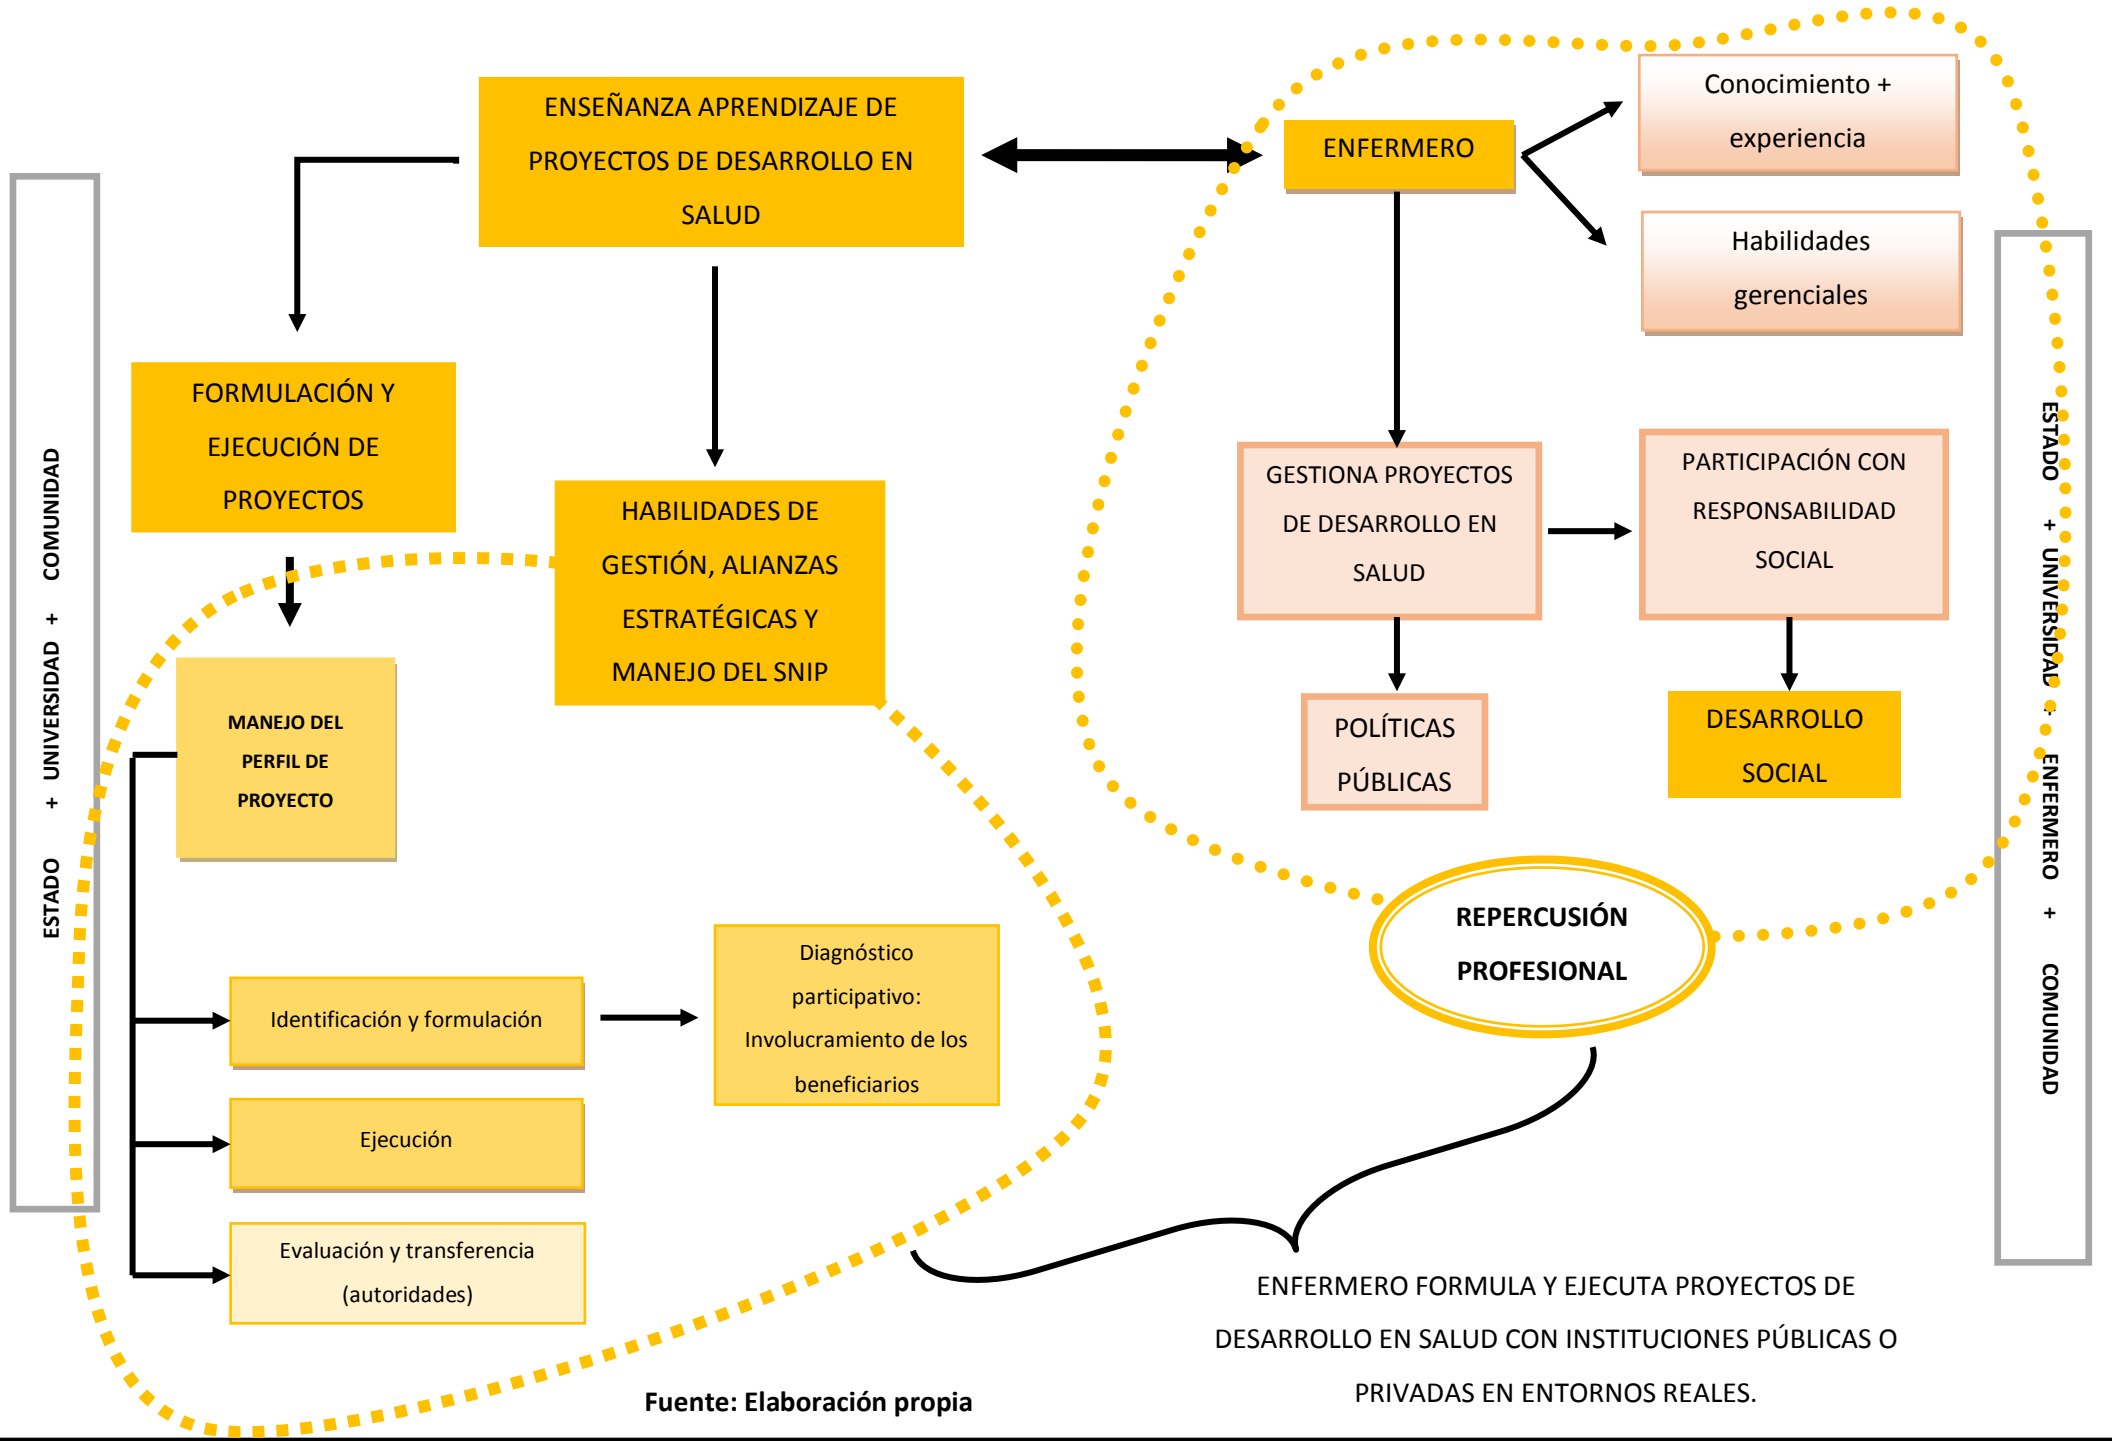 ENSEÑANZA APRENDIZAJE DE
PROYECTOS DE DESARROLLO EN
SALUD
ENFERMERO
Conocimiento +
experiencia
Habilidades
gerenciales
ESTADO + UNIVERSIDAD + COMUNIDAD
FORMULACIÓN Y
EJECUCIÓN DE
PROYECTOS
HABILIDADES DE
GESTIÓN, ALIANZAS
ESTRATÉGICAS Y
MANEJO DEL SNIP
GESTIONA PROYECTOS
DE DESARROLLO EN
SALUD
PARTICIPACIÓN CON
RESPONSABILIDAD
SOCIAL
ESTADO + UNIVERSIDAD + ENFERMERO + COMUNIDAD
MANEJO DEL
PERFIL DE
PROYECTO
POLÍTICAS
PÚBLICAS
DESARROLLO
SOCIAL
REPERCUSIÓN
PROFESIONAL
Identificación y formulación
Diagnóstico
participativo:
Involucramiento de los
beneficiarios
Ejecución
Evaluación y transferencia
(autoridades)
ENFERMERO FORMULA Y EJECUTA PROYECTOS DE
DESARROLLO EN SALUD CON INSTITUCIONES PÚBLICAS O
PRIVADAS EN ENTORNOS REALES.
Fuente: Elaboración propia